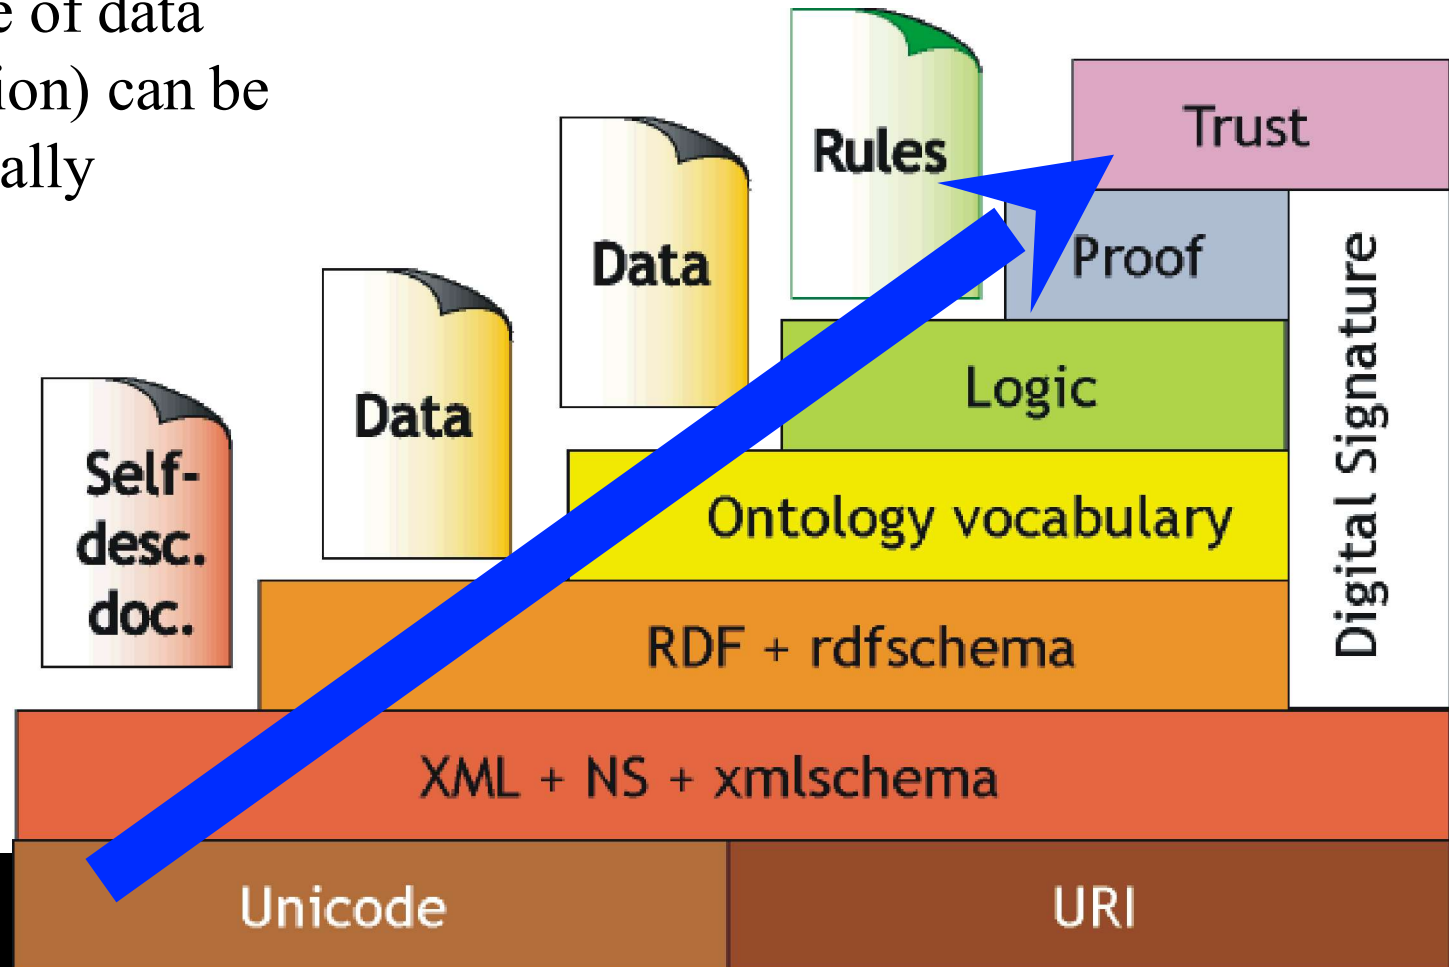 e of data
ion) can be
ally
Rules
Trust
Data
Proof
Data
Logic
Self-
desc.
doc.
Ontology vocabulary
Digital Signature
RDF + rdfschema
XML + NS + xmlschema
Unicode
URI